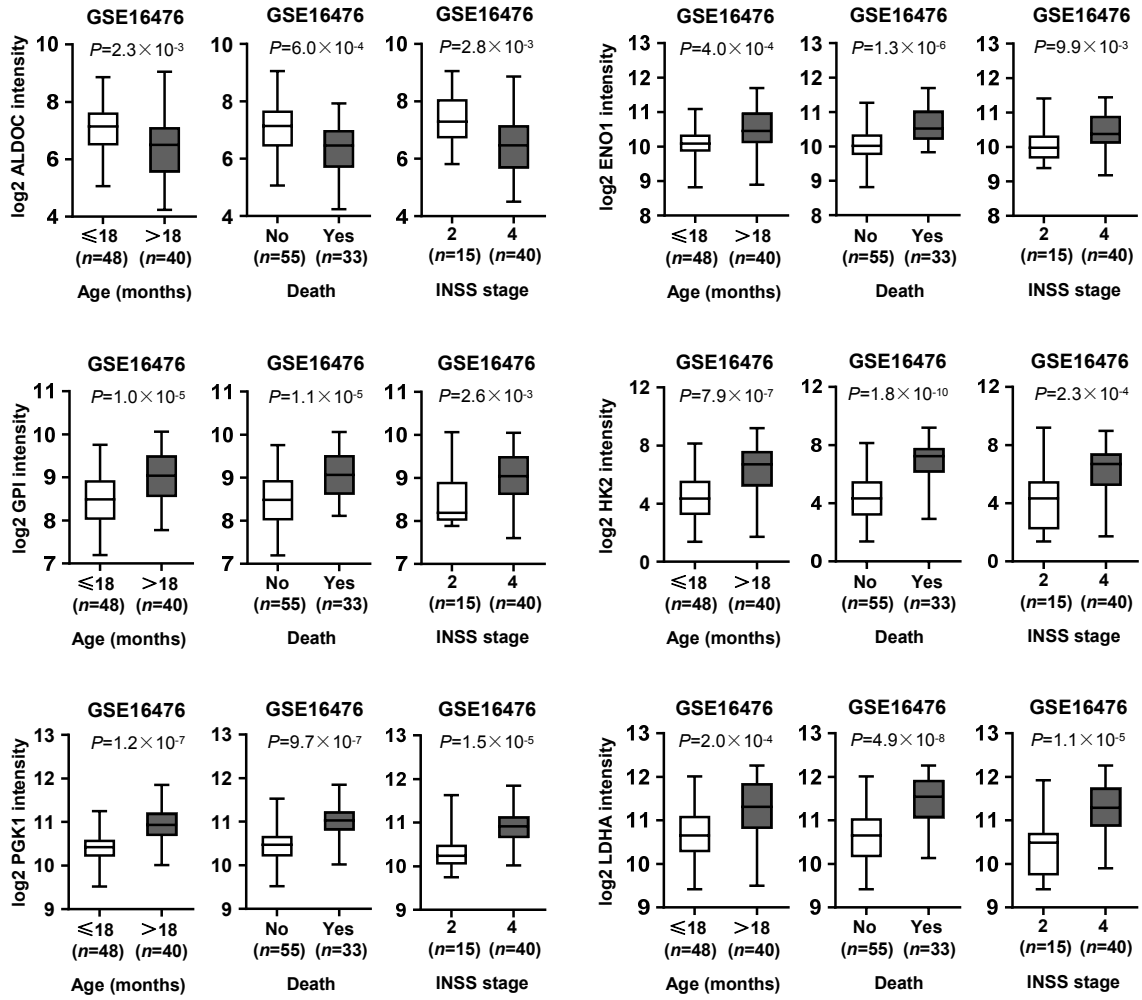 GSE16476
P=2.3×10-3
log2 ALDOC intensity
10
8
6
4
≤18
>18
(n=48)
(n=40)
Age (months)
GSE16476
P=6.0×10-4
10
8
6
4
No
Yes
(n=55)
(n=33)
Death
GSE16476
P=2.8×10-3
10
8
6
4
2
4
(n=15)
(n=40)
INSS stage
GSE16476
P=4.0×10-4
log2 ENO1 intensity
13
12
11
10
9
8
≤18
>18
(n=48)
(n=40)
Age (months)
GSE16476
P=1.3×10-6
13
12
11
10
9
8
No
Yes
(n=55)
(n=33)
Death
GSE16476
P=9.9×10-3
13
12
11
10
9
8
2
4
(n=15)
(n=40)
INSS stage
GSE16476
P=1.0×10-5
log2 GPI intensity
11
10
9
8
7
≤18
>18
(n=48)
(n=40)
Age (months)
GSE16476
P=1.1×10-5
11
10
9
8
7
No
Yes
(n=55)
(n=33)
Death
GSE16476
P=2.6×10-3
11
10
9
8
7
2
4
(n=15)
(n=40)
INSS stage
GSE16476
P=7.9×10-7
log2 HK2 intensity
12
8
4
0
≤18
>18
(n=48)
(n=40)
Age (months)
GSE16476
P=1.8×10-10
12
8
4
0
No
Yes
(n=55)
(n=33)
Death
GSE16476
P=2.3×10-4
12
8
4
0
2
4
(n=15)
(n=40)
INSS stage
GSE16476
P=1.2×10-7
log2 PGK1 intensity
13
12
11
10
9
≤18
>18
(n=48)
(n=40)
Age (months)
GSE16476
P=9.7×10-7
13
12
11
10
9
No
Yes
(n=55)
(n=33)
Death
GSE16476
P=1.5×10-5
13
12
11
10
9
2
4
(n=15)
(n=40)
INSS stage
GSE16476
P=2.0×10-4
log2 LDHA intensity
13
12
11
10
9
≤18
>18
(n=48)
(n=40)
Age (months)
GSE16476
P=4.9×10-8
13
12
11
10
9
No
Yes
(n=55)
(n=33)
Death
GSE16476
P=1.1×10-5
13
12
11
10
9
2
4
(n=15)
(n=40)
INSS stage